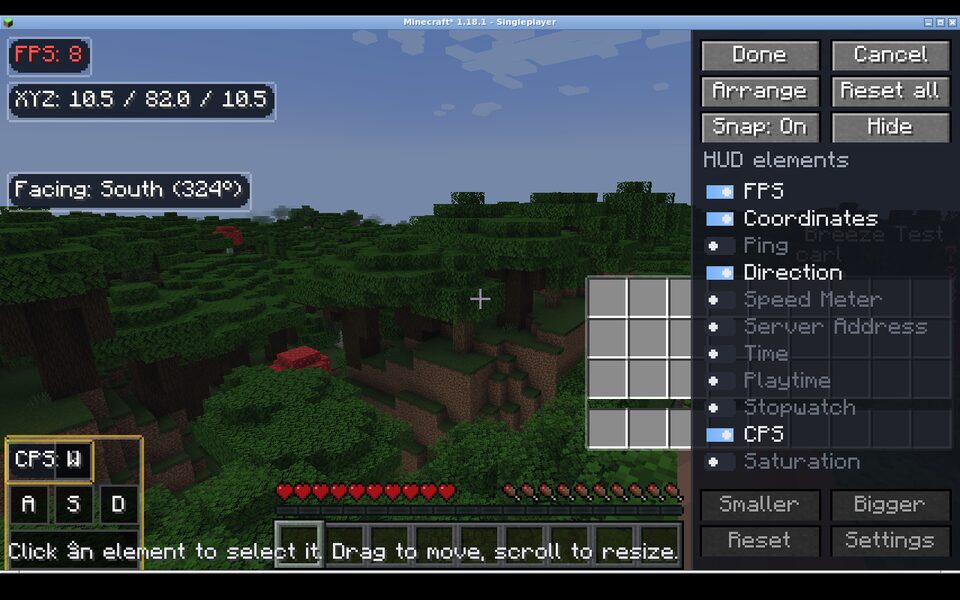 Minecraft* 1.18.1 - Singleplayer
FPS: 8
XYZ: 10.5 / 82.0 / 10.5
Facing: South (324°)
Done
Cancel
Arrange
Reset all
Snap: On
Hide
HUD elements
FPS
Coordinates
Ping
Direction
Speed Meter
Server Address
Time
Playtime
Stopwatch
CPS
Saturation
Breeze Test
Smaller
Bigger
Reset
Settings
CPS: W
A S D
Click an element to select it. Drag to move, scroll to resize.